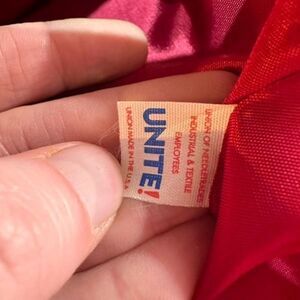 UNION OF NEEDLETRADES
INDUSTRIAL & TEXTILE
EMPLOYEES
UNITE!
UNION MADE IN THE U.S.A.